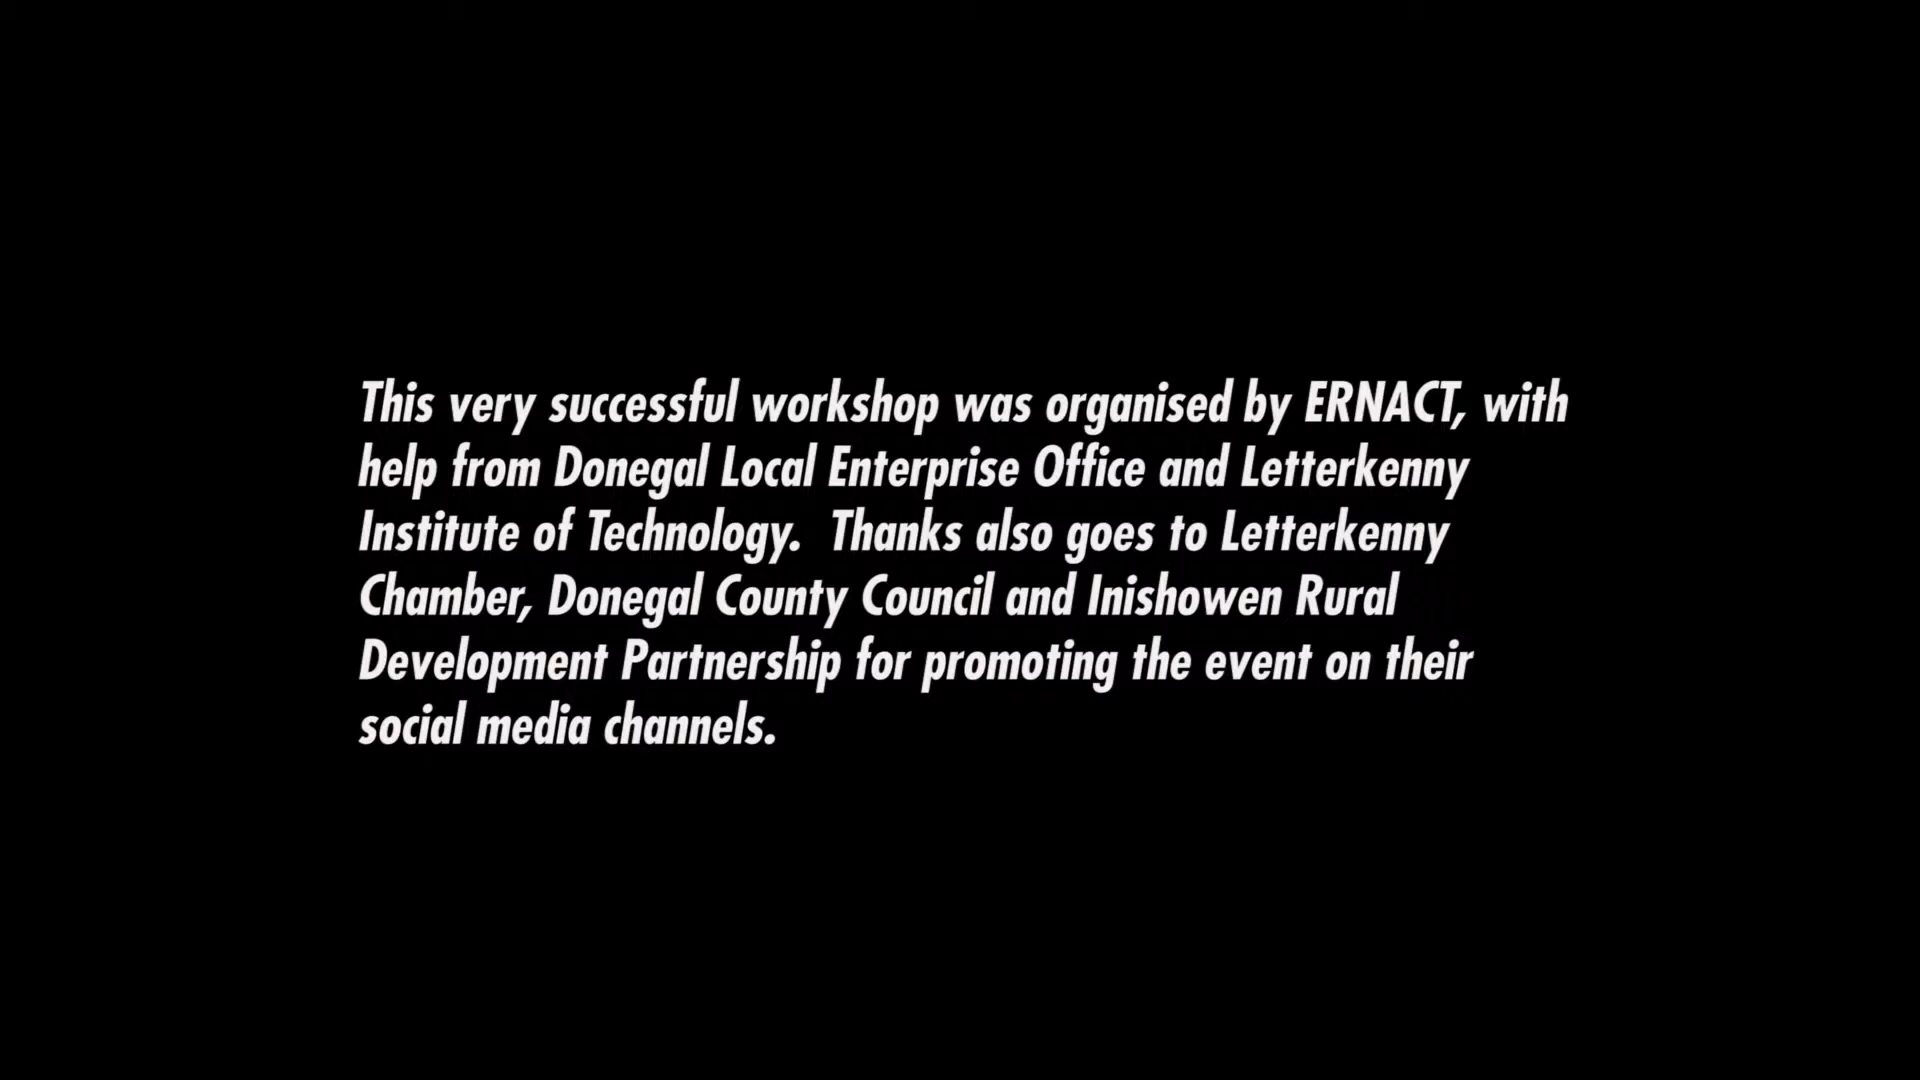 This very successful workshop was organised by ERNACT, with
help from Donegal Local Enterprise Office and Letterkenny
Institute of Technology.  Thanks also goes to Letterkenny
Chamber, Donegal County Council and Inishowen Rural
Development Partnership for promoting the event on their
social media channels.